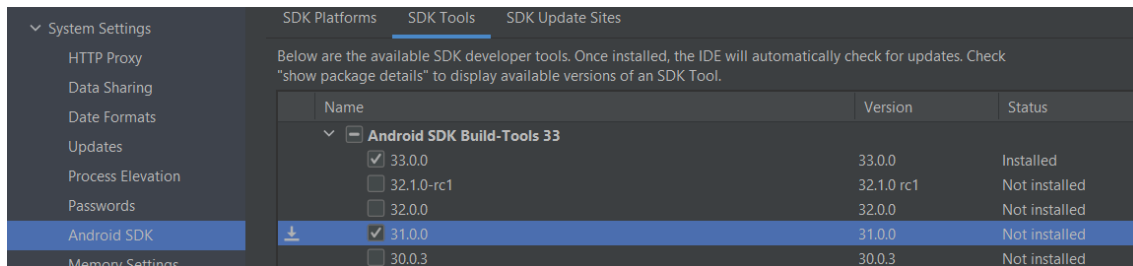 System Settings
HTTP Proxy
Data Sharing
Date Formats
Updates
Process Elevation
Passwords
Android SDK
Memory Settings
SDK Platforms SDK Tools SDK Update Sites
Below are the available SDK developer tools. Once installed, the IDE will automatically check for updates. Check
"show package details" to display available versions of an SDK Tool.
Name Version Status
Android SDK Build-Tools 33
33.0.0 33.0.0 Installed
32.1.0-rc1 32.1.0 rc1 Not installed
32.0.0 32.0.0 Not installed
31.0.0 31.0.0 Not installed
30.0.3 30.0.3 Not installed